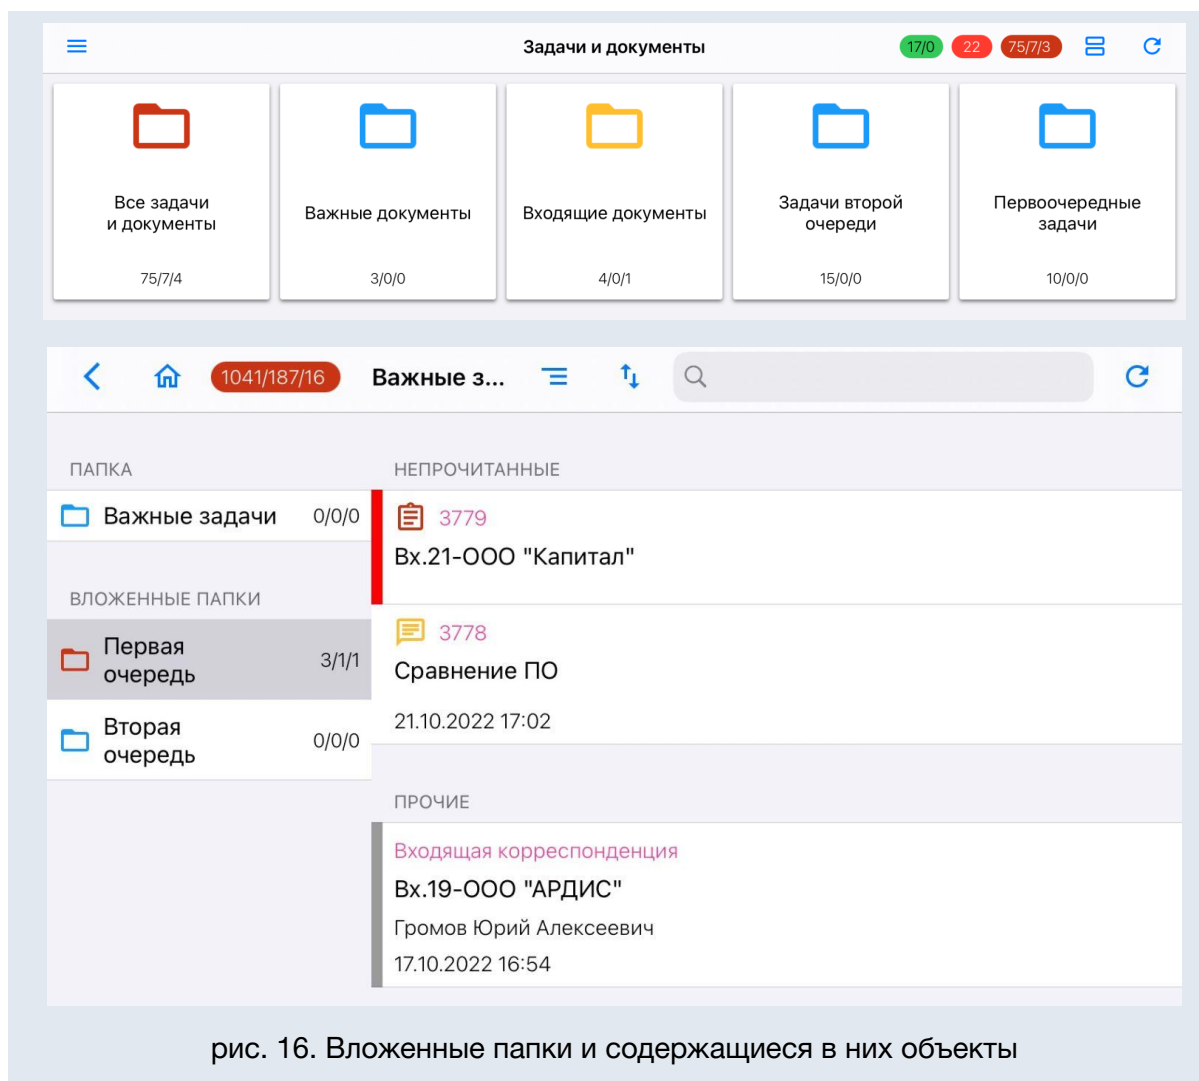 Задачи и документы
17/0
22
75/7/3
Все задачи
и документы
75/7/4
Важные документы
3/0/0
Входящие документы
4/0/1
Задачи второй
очереди
15/0/0
Первоочередные
задачи
10/0/0
1041/187/16
Важные з...
ПАПКА
Важные задачи 0/0/0
ВЛОЖЕННЫЕ ПАПКИ
Первая
очередь
3/1/1
Вторая
очередь
0/0/0
НЕПРОЧИТАННЫЕ
3779
Вх.21-ООО "Капитал"
3778
Сравнение ПО
21.10.2022 17:02
ПРОЧИЕ
Входящая корреспонденция
Вх.19-ООО "АРДИС"
Громов Юрий Алексеевич
17.10.2022 16:54
рис. 16. Вложенные папки и содержащиеся в них объекты